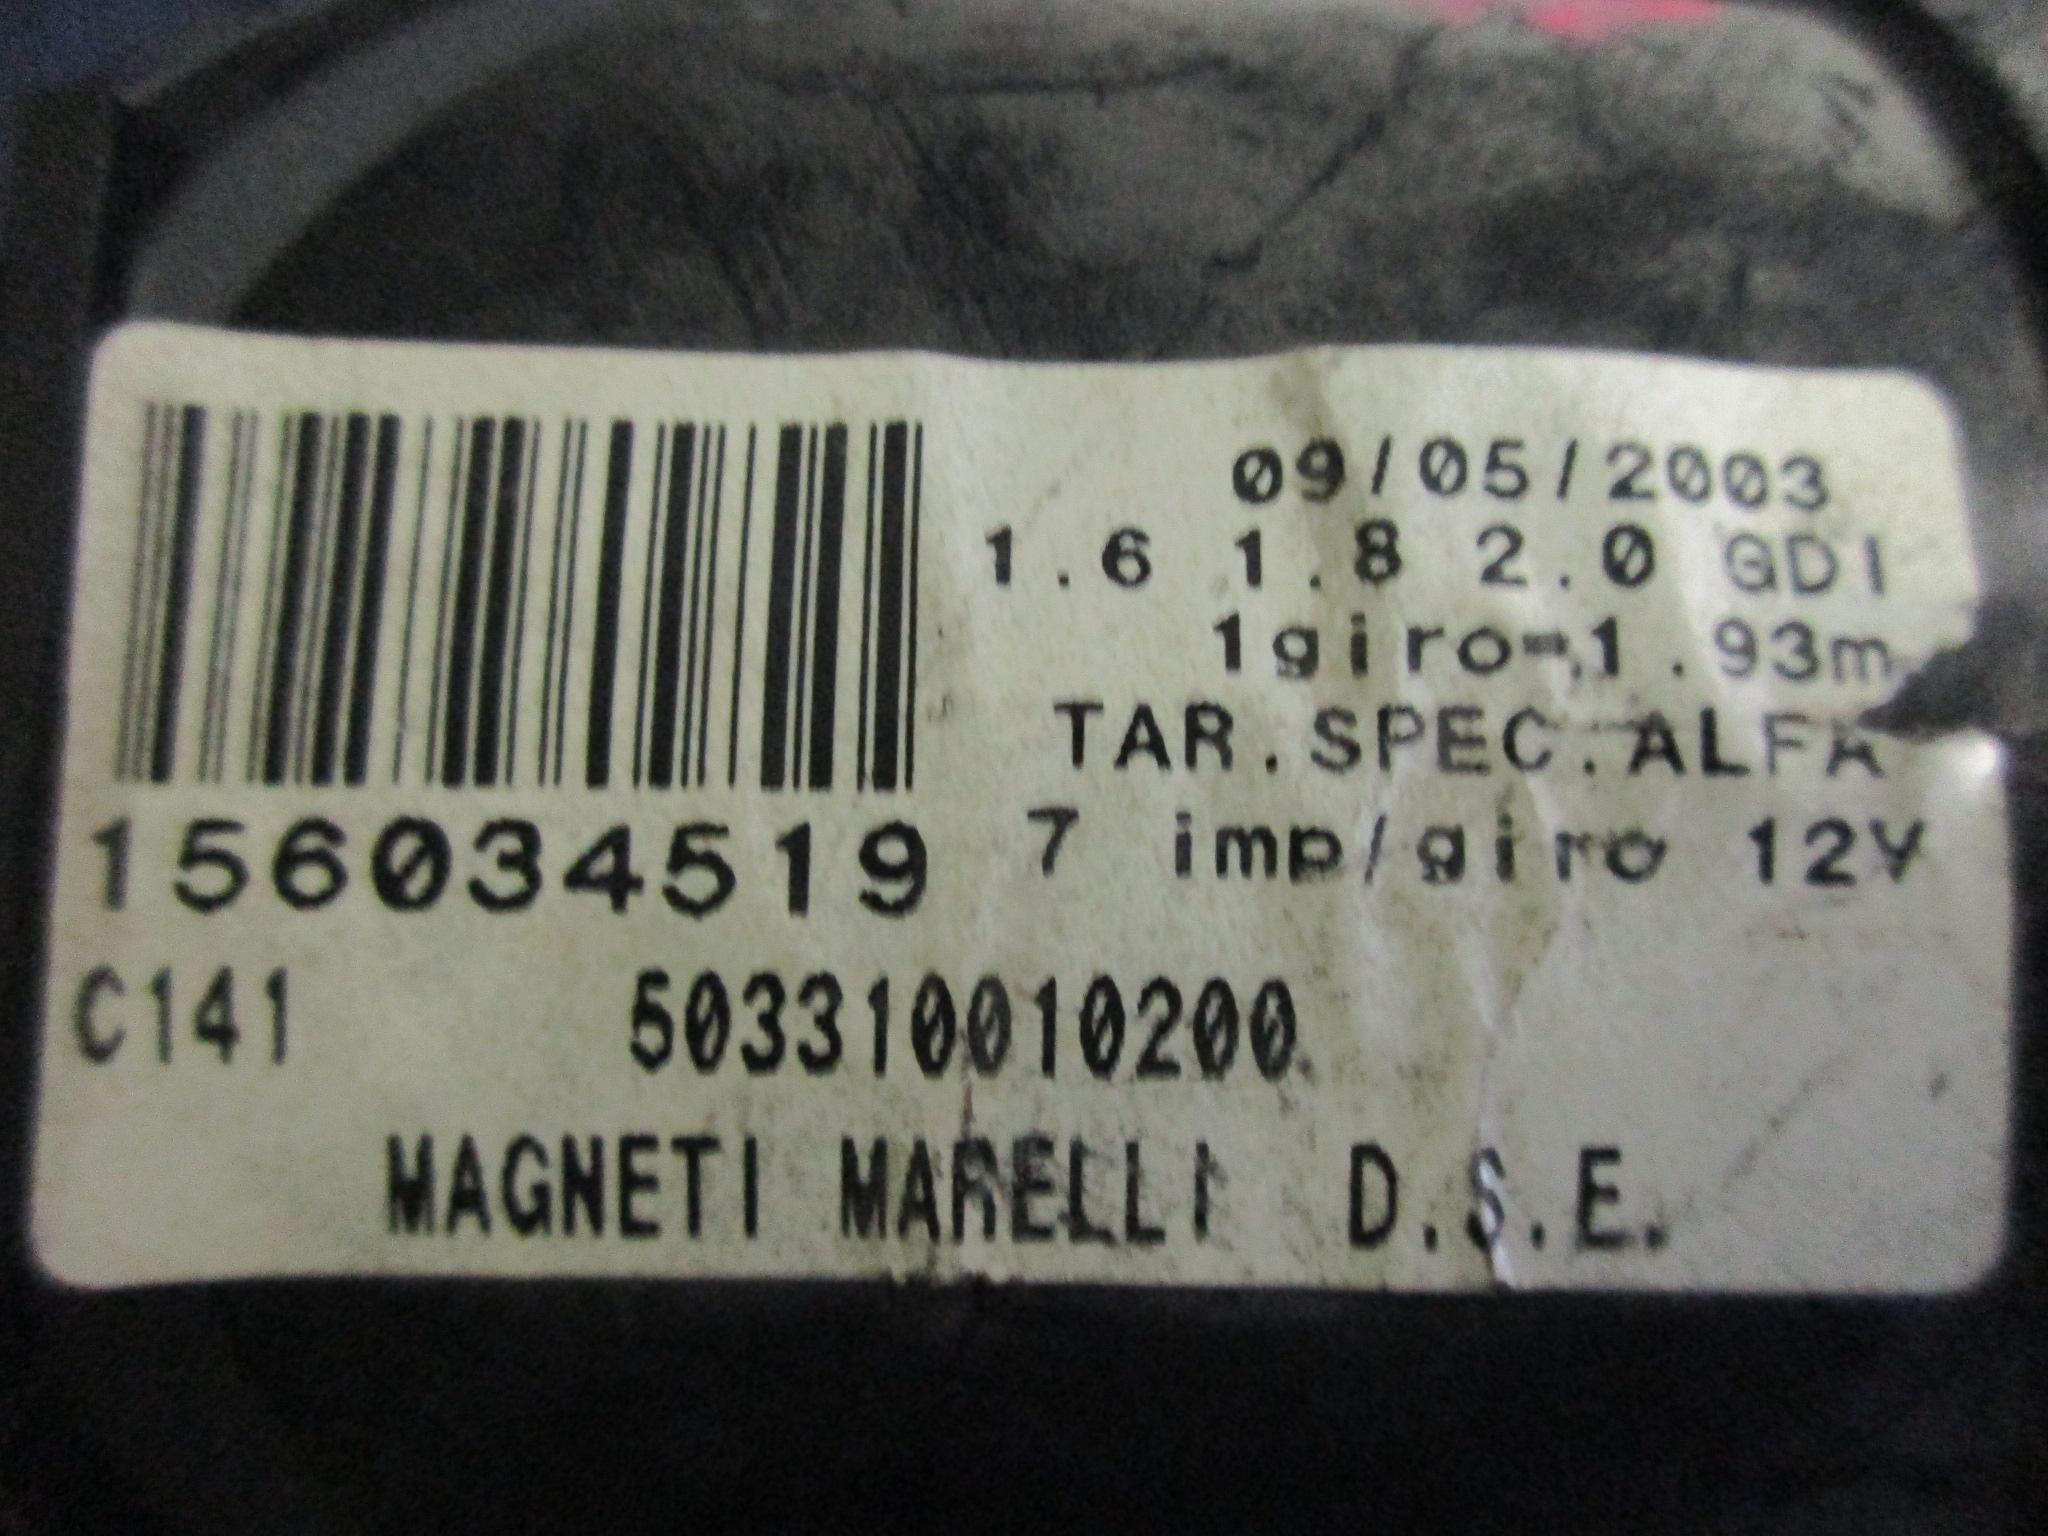 09/05/2003
1.6 1.8 2.0 GDI
1giro=1.93m
TAR.SPEC.ALFA
156034519 7 imp/giro 12V
C141 503310010200
MAGNETI MARELLI D.S.E.